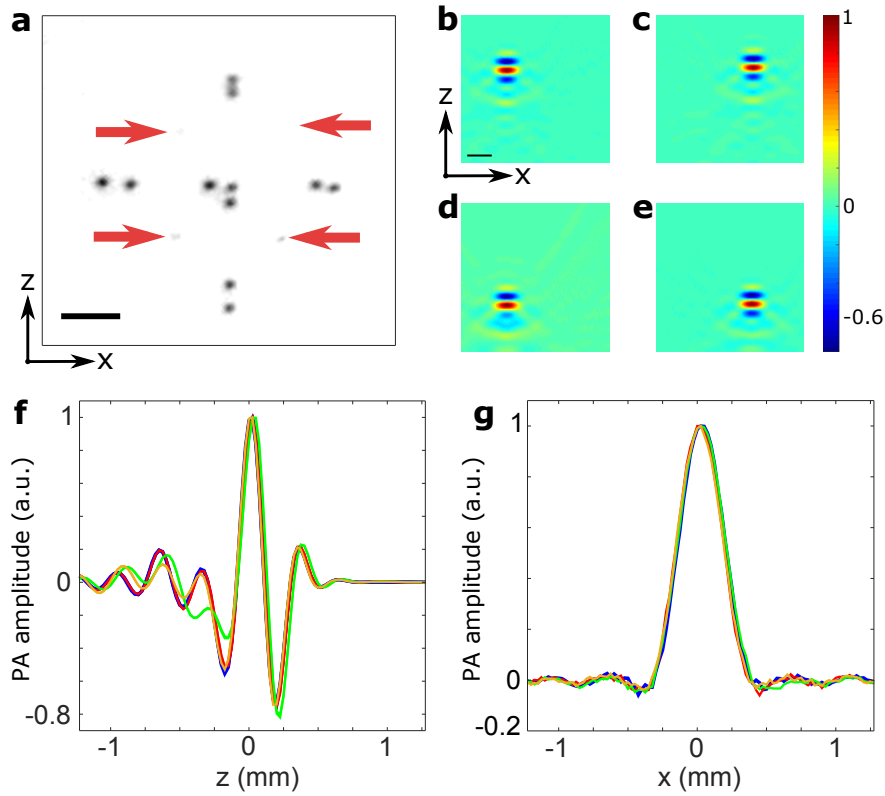 a
z
x
b
c
z
x
d
e
1
0
-0.6
f
1
0
-0.8
PA amplitude (a.u.)
-1
0
1
z (mm)
g
1
0
-0.2
PA amplitude (a.u.)
-1
0
1
x (mm)